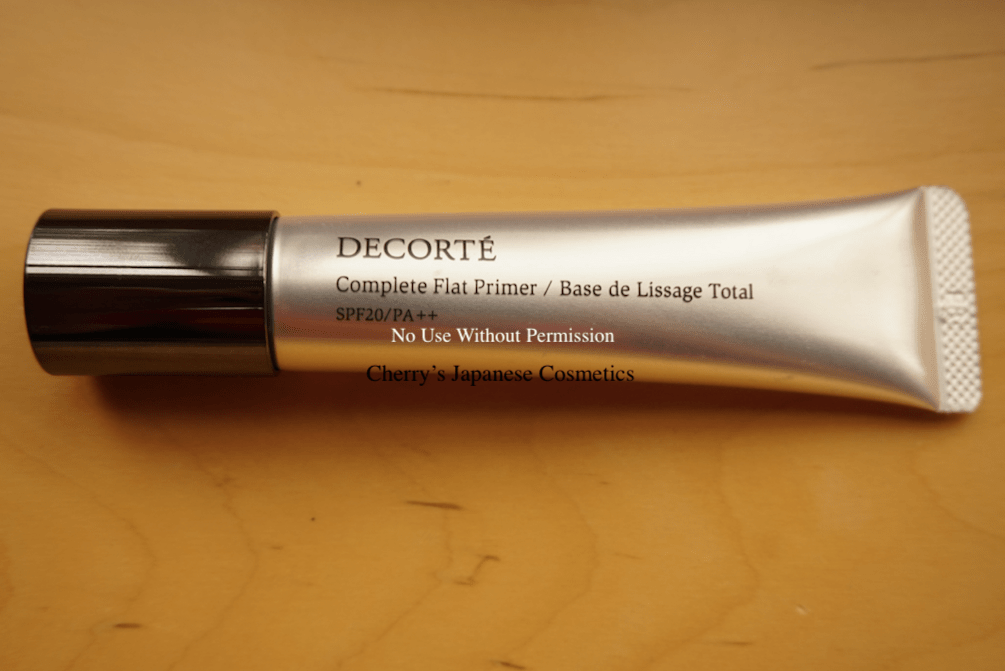 DECORTÉ
Complete Flat Primer / Base de Lissage Total
SPF20/PA++
No Use Without Permission
Cherry's Japanese Cosmetics